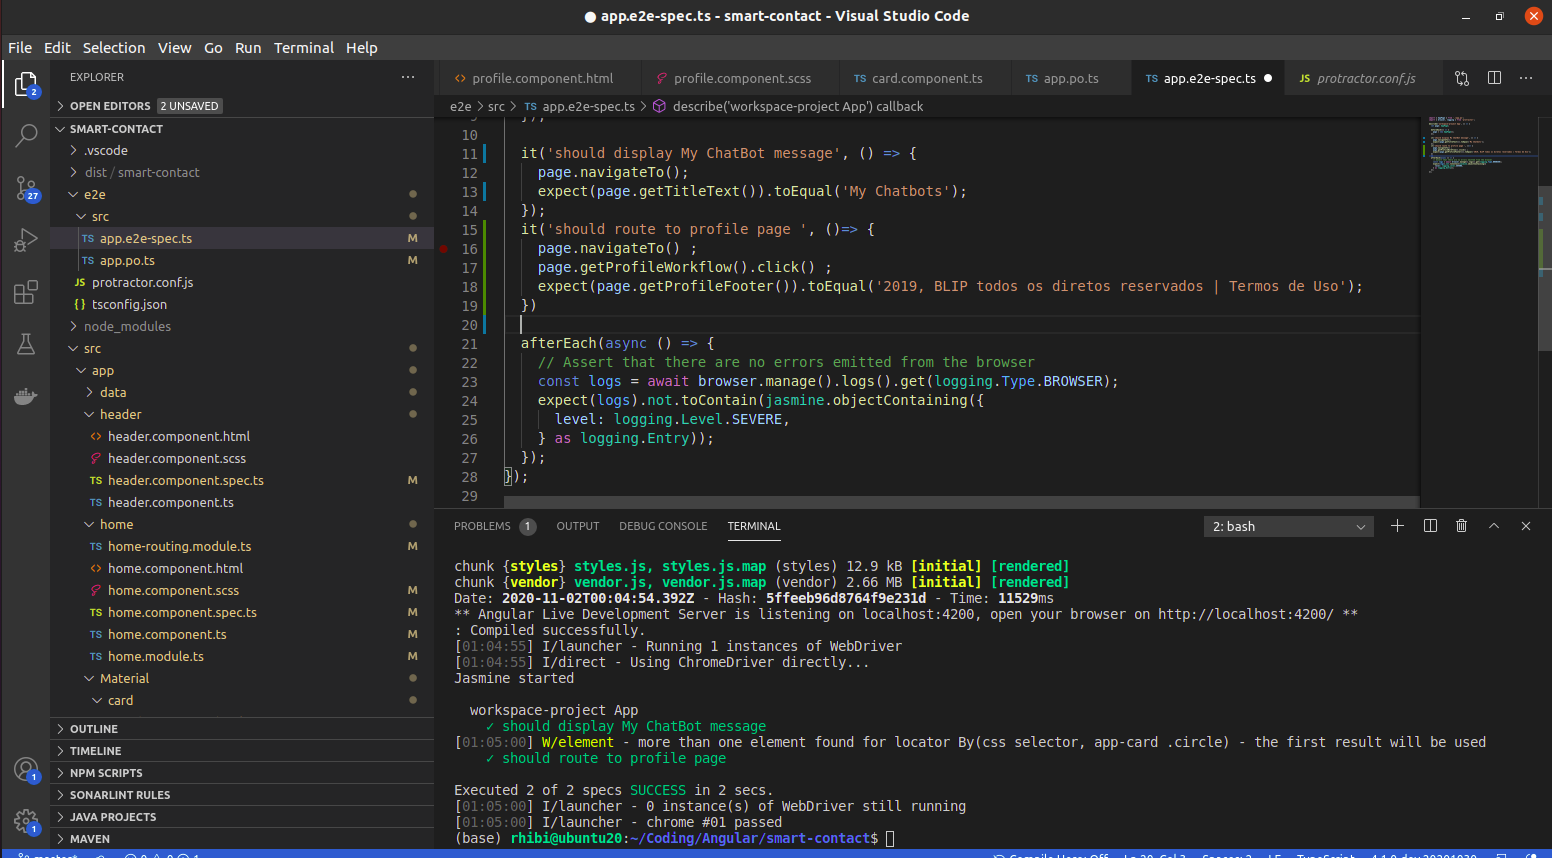 ● app.e2e-spec.ts - smart-contact - Visual Studio Code
File Edit Selection View Go Run Terminal Help
EXPLORER
OPEN EDITORS 2 UNSAVED
SMART-CONTACT
.vscode
dist / smart-contact
e2e
src
TS app.e2e-spec.ts M
TS app.po.ts M
JS protractor.conf.js
{} tsconfig.json
node_modules
src
app
data
header
<> header.component.html
header.component.scss
TS header.component.spec.ts M
TS header.component.ts
home
TS home-routing.module.ts M
<> home.component.html
home.component.scss M
TS home.component.spec.ts M
TS home.component.ts M
TS home.module.ts M
Material
card
OUTLINE
TIMELINE
NPM SCRIPTS
SONARLINT RULES
JAVA PROJECTS
MAVEN
2
27
1
1
<> profile.component.html
profile.component.scss
TS card.component.ts
TS app.po.ts
TS app.e2e-spec.ts ●
JS protractor.conf.js
e2e > src > TS app.e2e-spec.ts > describe('workspace-project App') callback
9 });
10
11 it('should display My ChatBot message', () => {
12 page.navigateTo();
13 expect(page.getTitleText()).toEqual('My Chatbots');
14 });
15 it('should route to profile page ', ()=> {
16 page.navigateTo() ;
17 page.getProfileWorkflow().click() ;
18 expect(page.getProfileFooter()).toEqual('2019, BLIP todos os diretos reservados | Termos de Uso');
19 })
20
21 afterEach(async () => {
22 // Assert that there are no errors emitted from the browser
23 const logs = await browser.manage().logs().get(logging.Type.BROWSER);
24 expect(logs).not.toContain(jasmine.objectContaining({
25 level: logging.Level.SEVERE,
26 } as logging.Entry));
27 });
28 });
29
PROBLEMS 1 OUTPUT DEBUG CONSOLE TERMINAL 2: bash
chunk {styles} styles.js, styles.js.map (styles) 12.9 kB [initial] [rendered]
chunk {vendor} vendor.js, vendor.js.map (vendor) 2.66 MB [initial] [rendered]
Date: 2020-11-02T00:04:54.392Z - Hash: 5ffeeb96d8764f9e231d - Time: 11529ms
** Angular Live Development Server is listening on localhost:4200, open your browser on http://localhost:4200/ **
: Compiled successfully.
[01:04:55] I/launcher - Running 1 instances of WebDriver
[01:04:55] I/direct - Using ChromeDriver directly...
Jasmine started
workspace-project App
✓ should display My ChatBot message
[01:05:00] W/element - more than one element found for locator By(css selector, app-card .circle) - the first result will be used
✓ should route to profile page
Executed 2 of 2 specs SUCCESS in 2 secs.
[01:05:00] I/launcher - 0 instance(s) of WebDriver still running
[01:05:00] I/launcher - chrome #01 passed
(base) rhibi@ubuntu20:~/Coding/Angular/smart-contact$